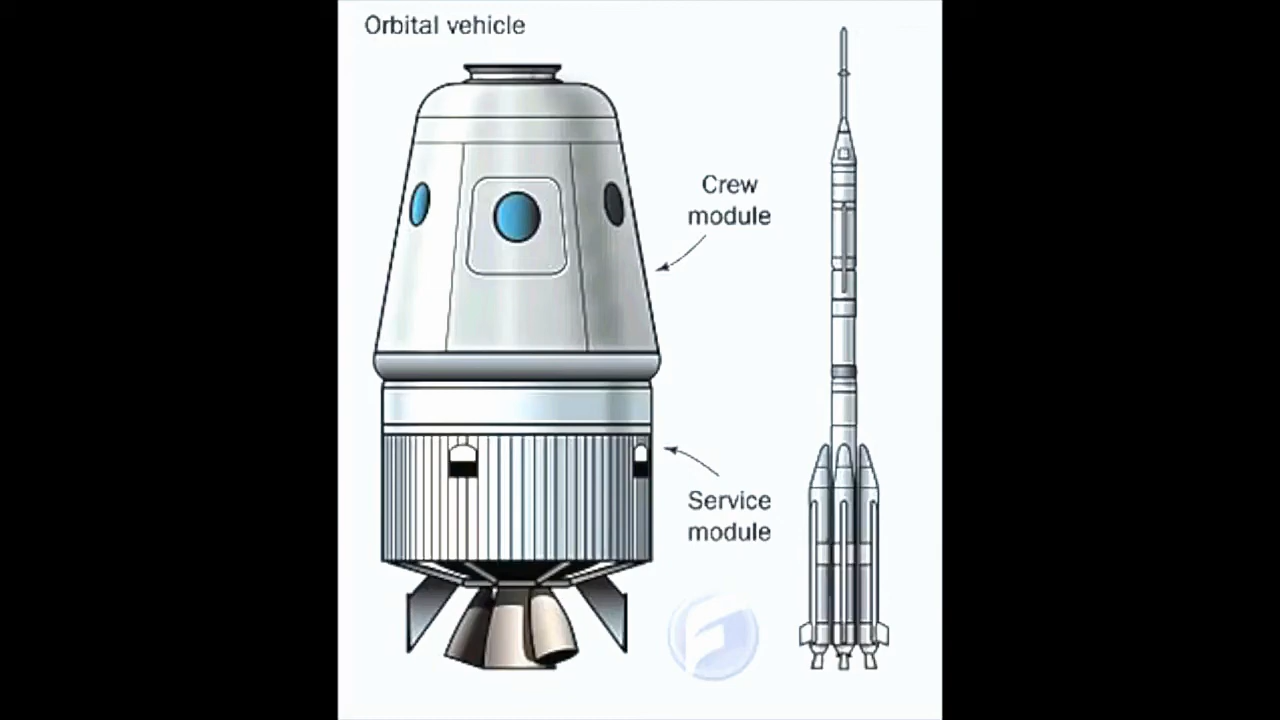 Orbital vehicle
Crew
module
Service
module